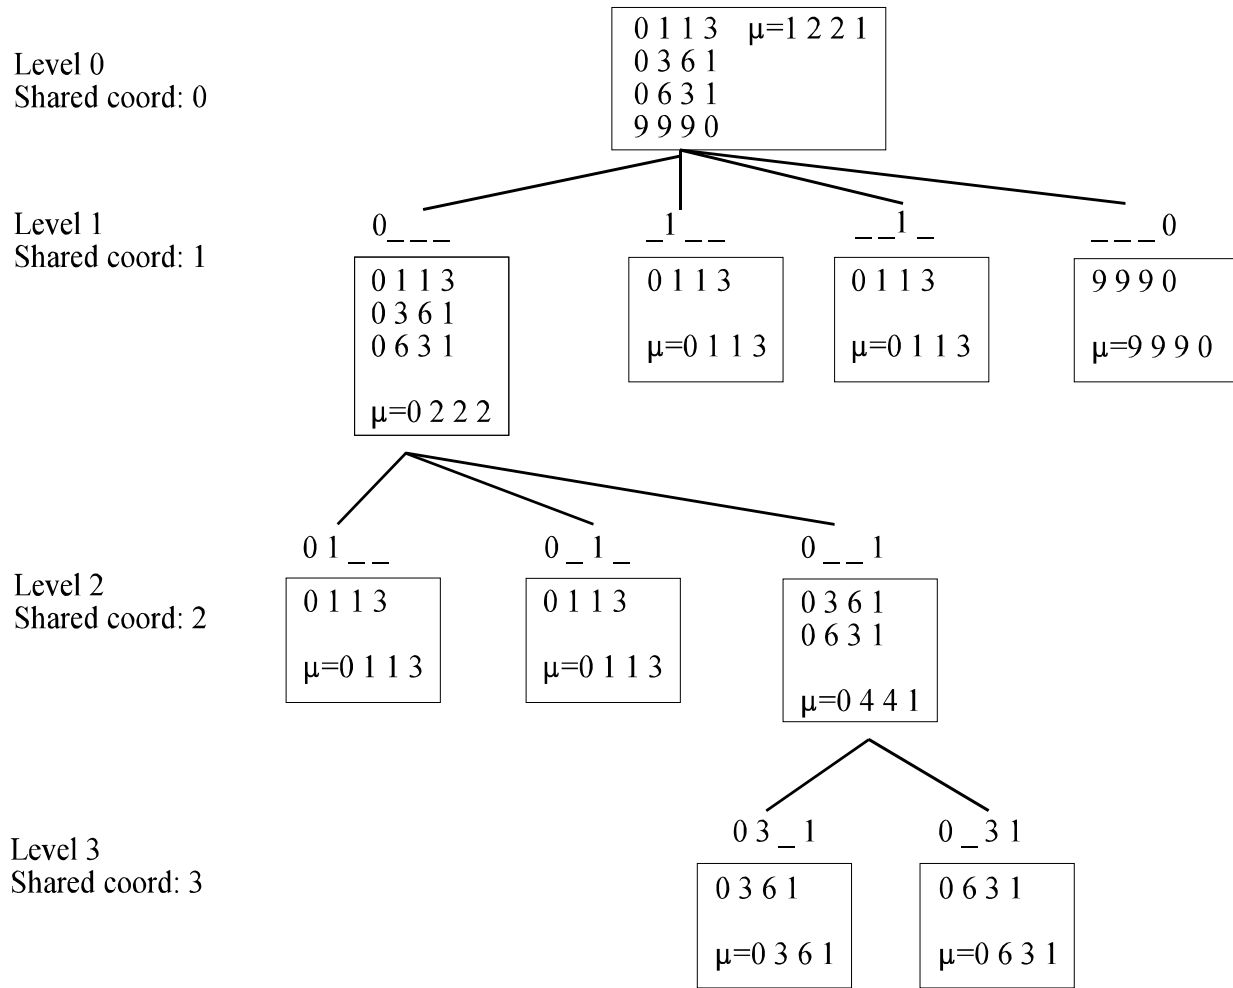 Level 0
Shared coord: 0
0 1 1 3 μ=1 2 2 1
0 3 6 1
0 6 3 1
9 9 9 0
Level 1
Shared coord: 1
0_ _ _
_1_ _
_ _1_
_ _ _0
0 1 1 3
0 3 6 1
0 6 3 1
μ=0 2 2 2
0 1 1 3
μ=0 1 1 3
0 1 1 3
μ=0 1 1 3
9 9 9 0
μ=9 9 9 0
Level 2
Shared coord: 2
0 1 _ _
0 _ 1 _
0 _ _ 1
0 1 1 3
μ=0 1 1 3
0 1 1 3
μ=0 1 1 3
0 3 6 1
0 6 3 1
μ=0 4 4 1
Level 3
Shared coord: 3
0 3 _ 1
0 _ 3 1
0 3 6 1
μ=0 3 6 1
0 6 3 1
μ=0 6 3 1